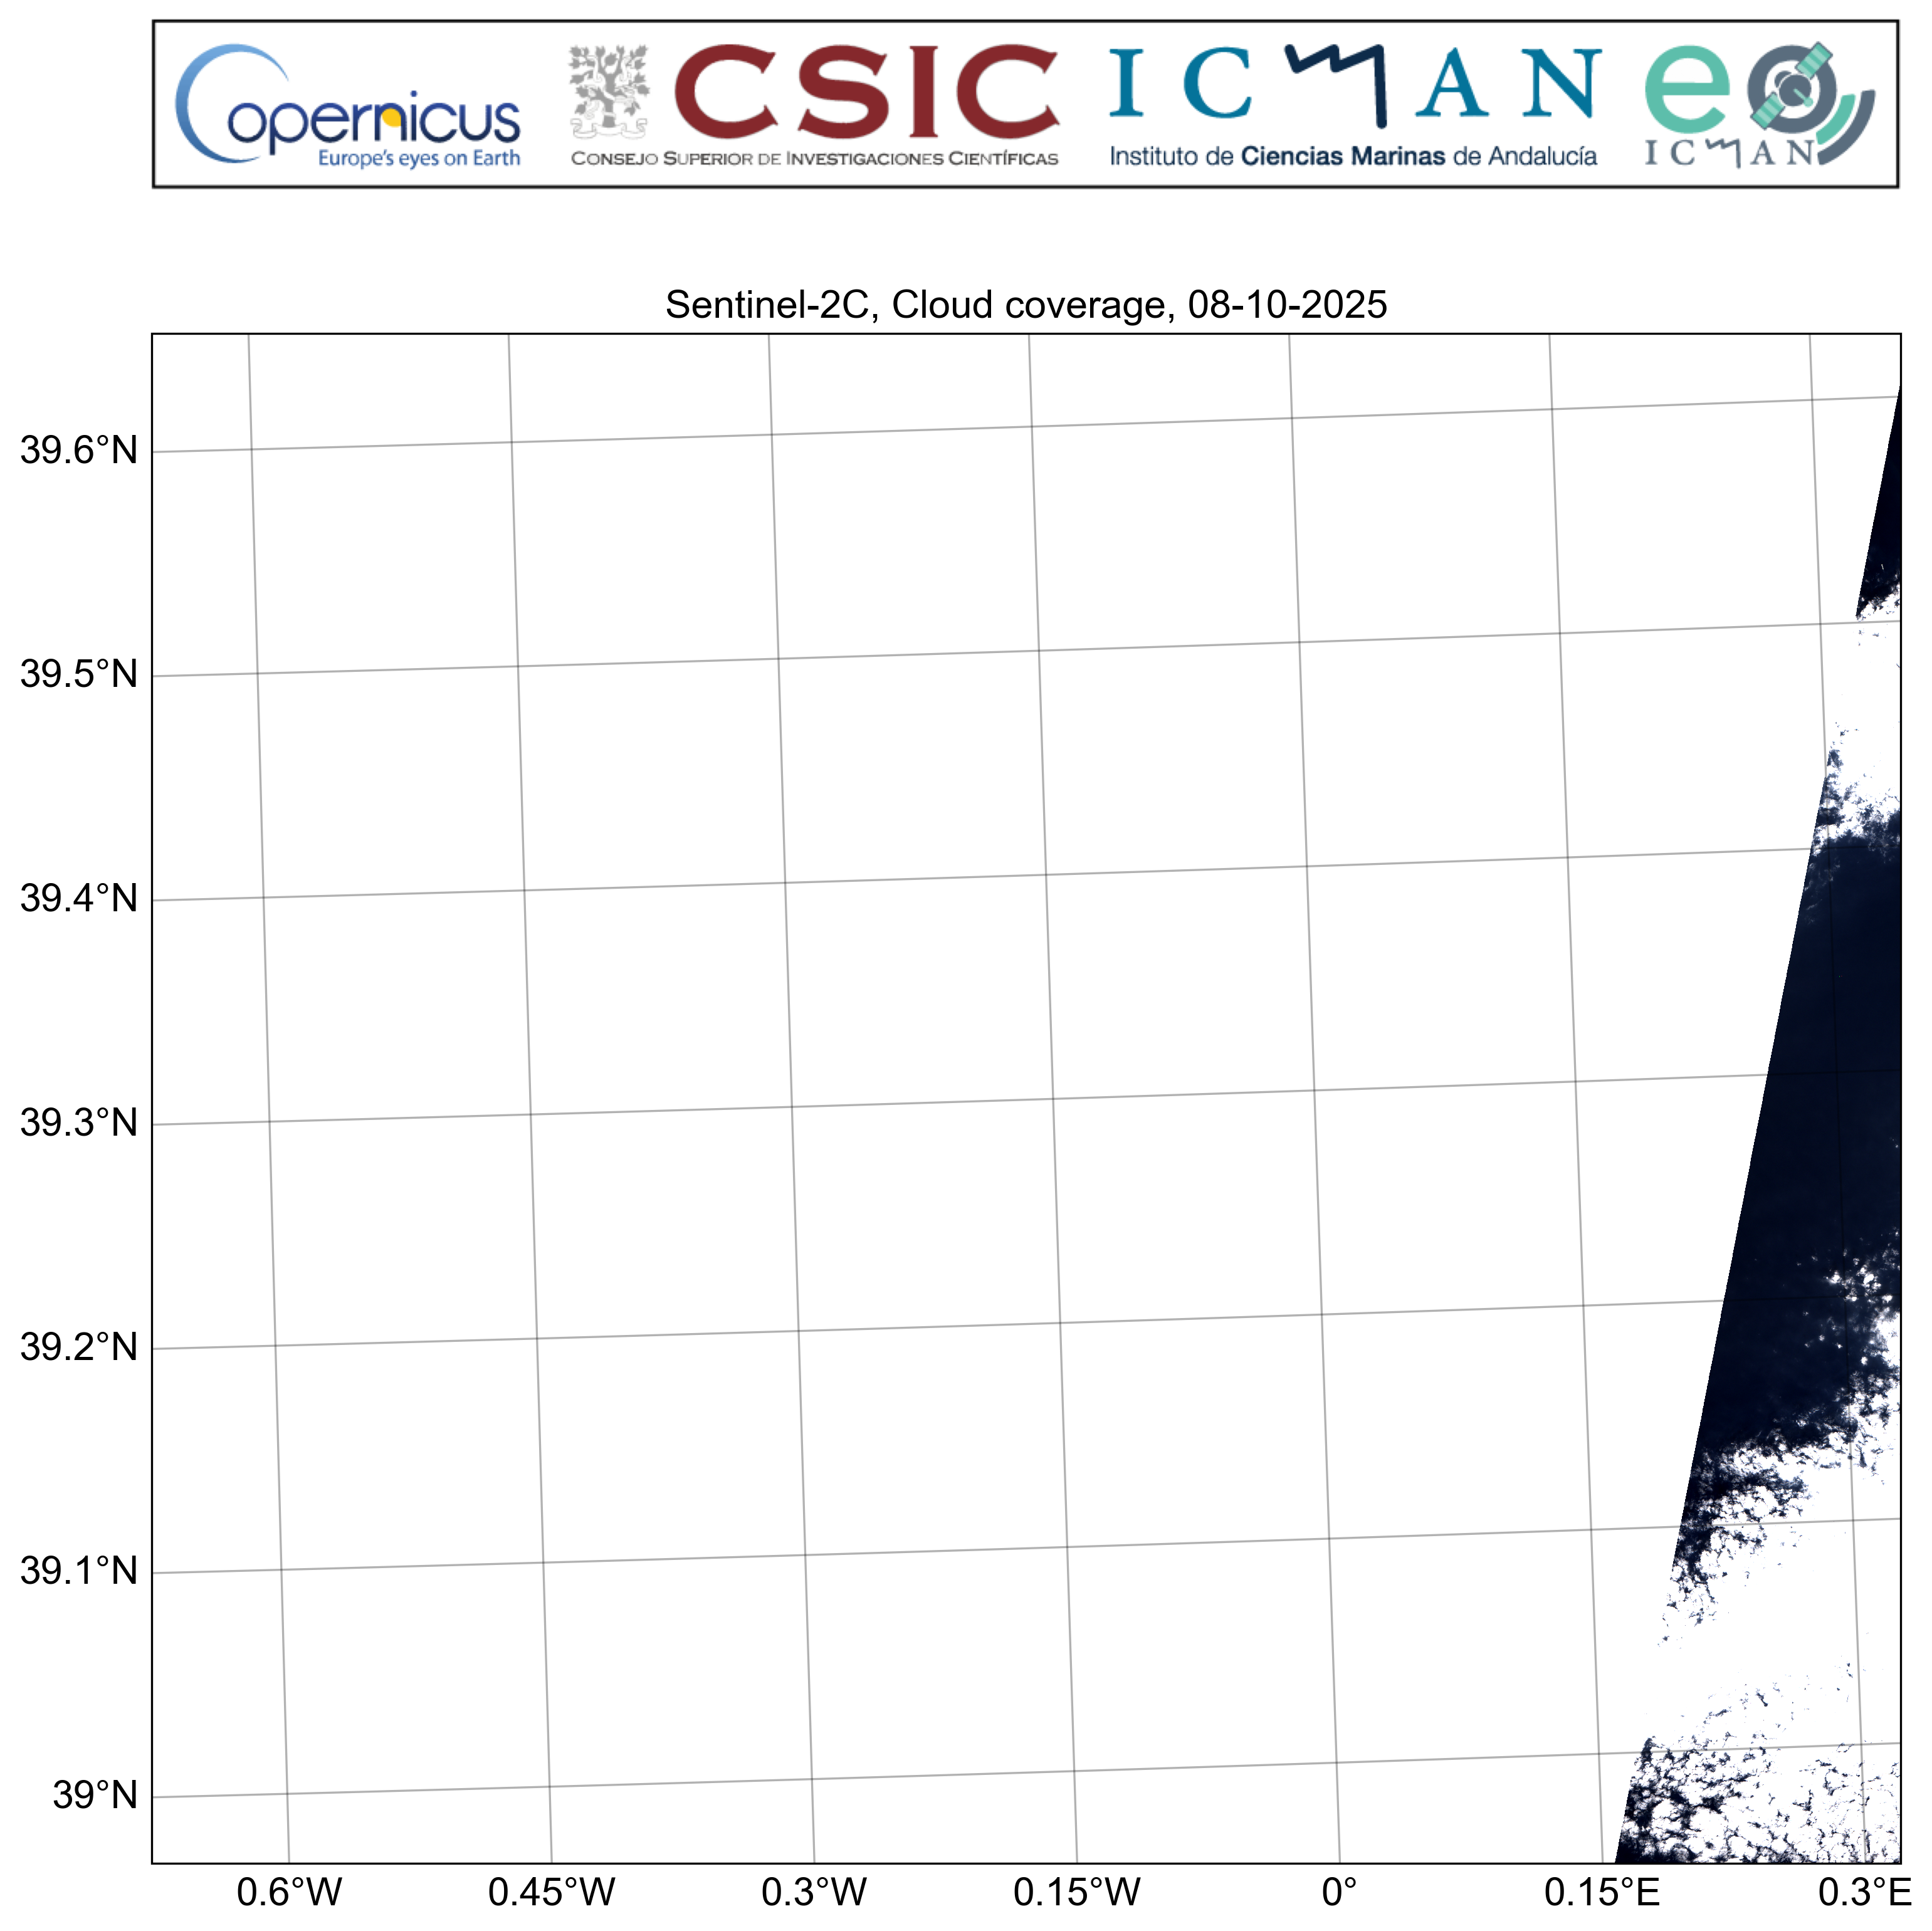 opernicus
Europe's eyes on Earth
CSIC
CONSEJO SUPERIOR DE INVESTIGACIONES CIENTÍFICAS
ICMAN
Instituto de Ciencias Marinas de Andalucía
eo
ICMAN
Sentinel-2C, Cloud coverage, 08-10-2025
39.6°N
39.5°N
39.4°N
39.3°N
39.2°N
39.1°N
39°N
0.6°W 0.45°W 0.3°W 0.15°W 0° 0.15°E 0.3°E